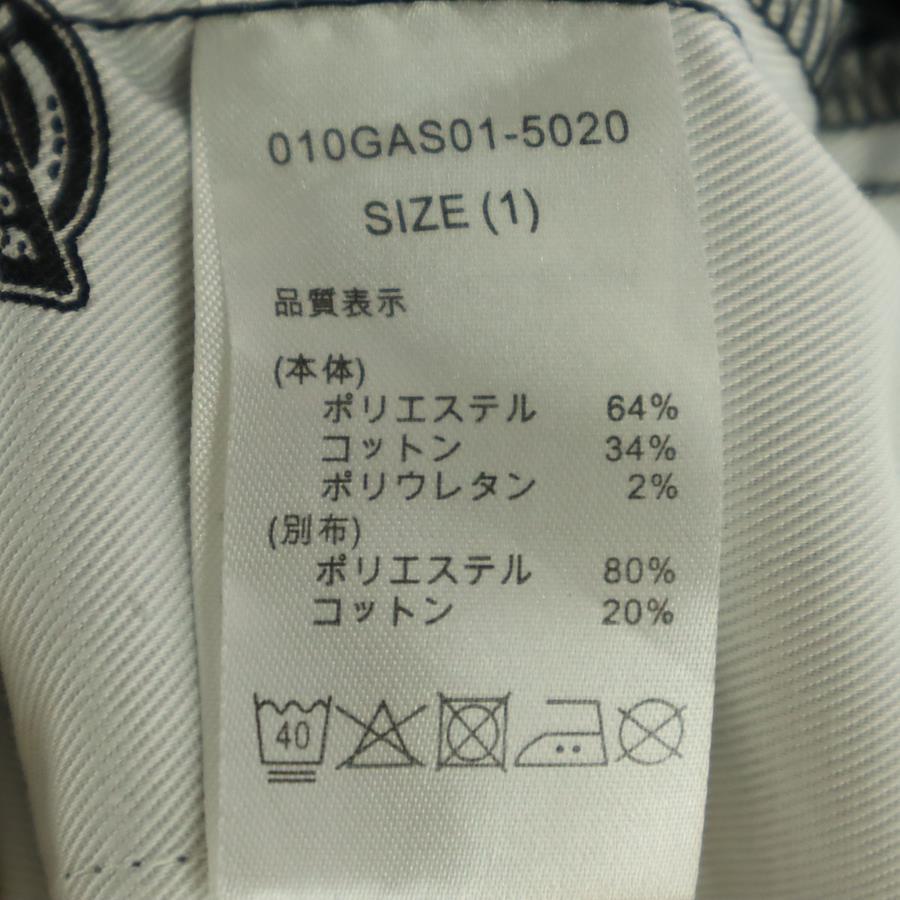 010GAS01-5020
SIZE (1)
品質表示
(本体)
ポリエステル 64%
コットン 34%
ポリウレタン 2%
(別布)
ポリエステル 80%
コットン 20%
40